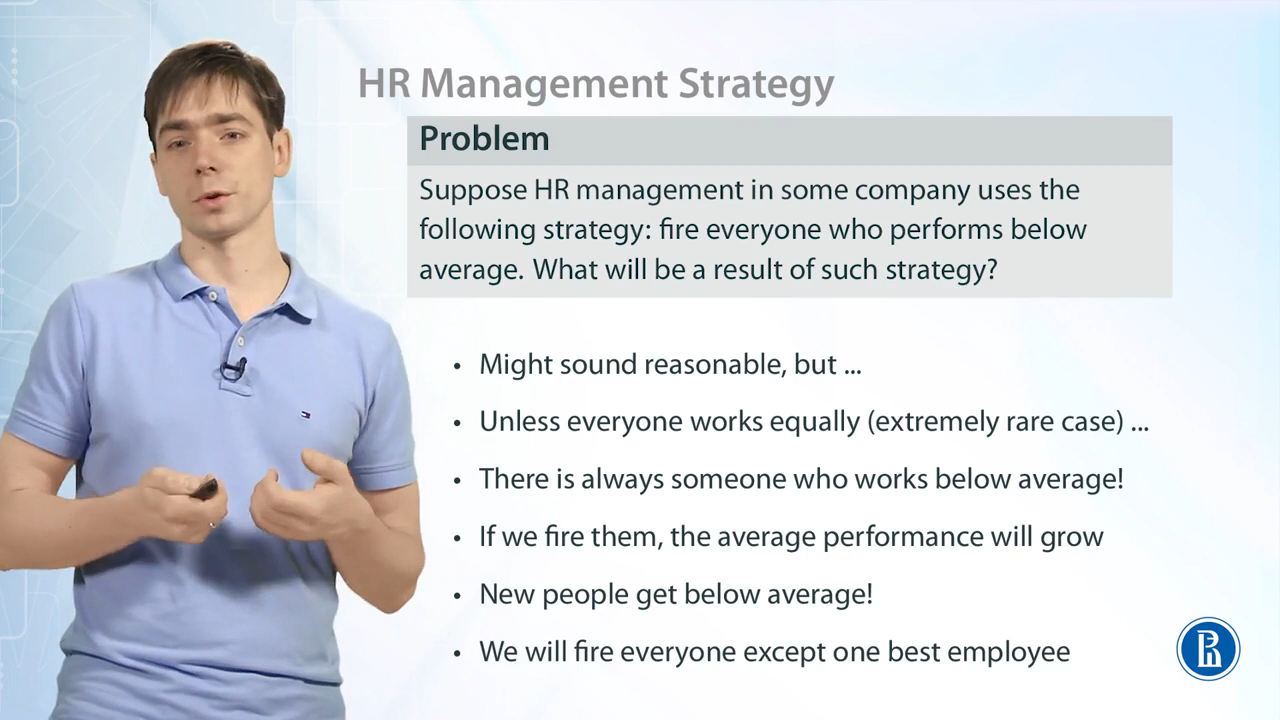 HR Management Strategy
Problem
Suppose HR management in some company uses the
following strategy: fire everyone who performs below
average. What will be a result of such strategy?
• Might sound reasonable, but ...
• Unless everyone works equally (extremely rare case) ...
• There is always someone who works below average!
• If we fire them, the average performance will grow
• New people get below average!
• We will fire everyone except one best employee